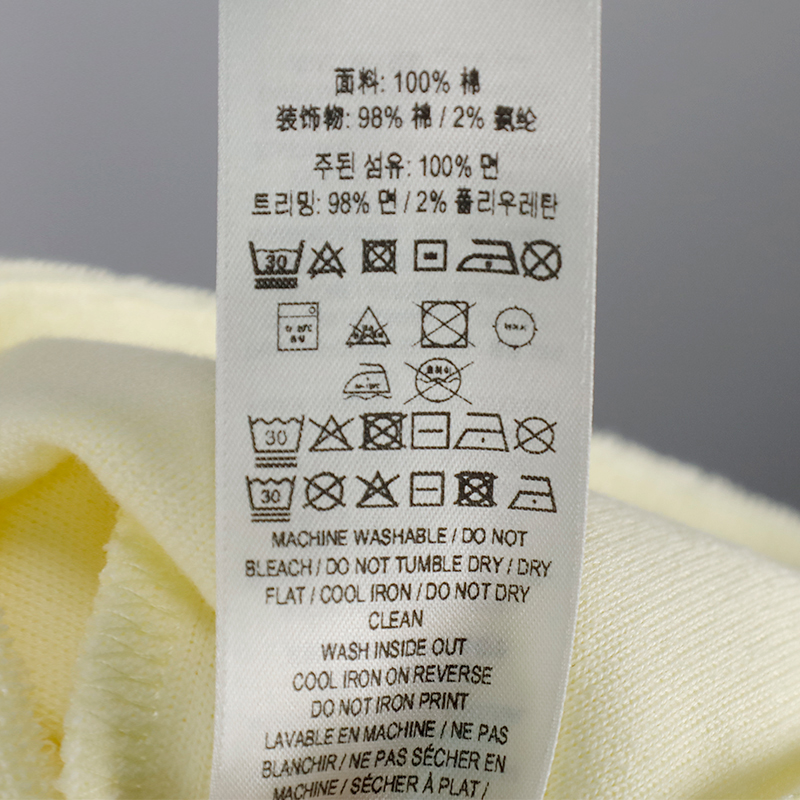 面料: 100% 棉
装饰物: 98% 棉 / 2% 氨纶
주된 섬유: 100% 면
트리밍: 98% 면 / 2% 폴리우레탄
30
30
30
MACHINE WASHABLE / DO NOT
BLEACH / DO NOT TUMBLE DRY / DRY
FLAT / COOL IRON / DO NOT DRY
CLEAN
WASH INSIDE OUT
COOL IRON ON REVERSE
DO NOT IRON PRINT
LAVABLE EN MACHINE / NE PAS
BLANCHIR / NE PAS SÉCHER EN
MACHINE / SÉCHER À PLAT /